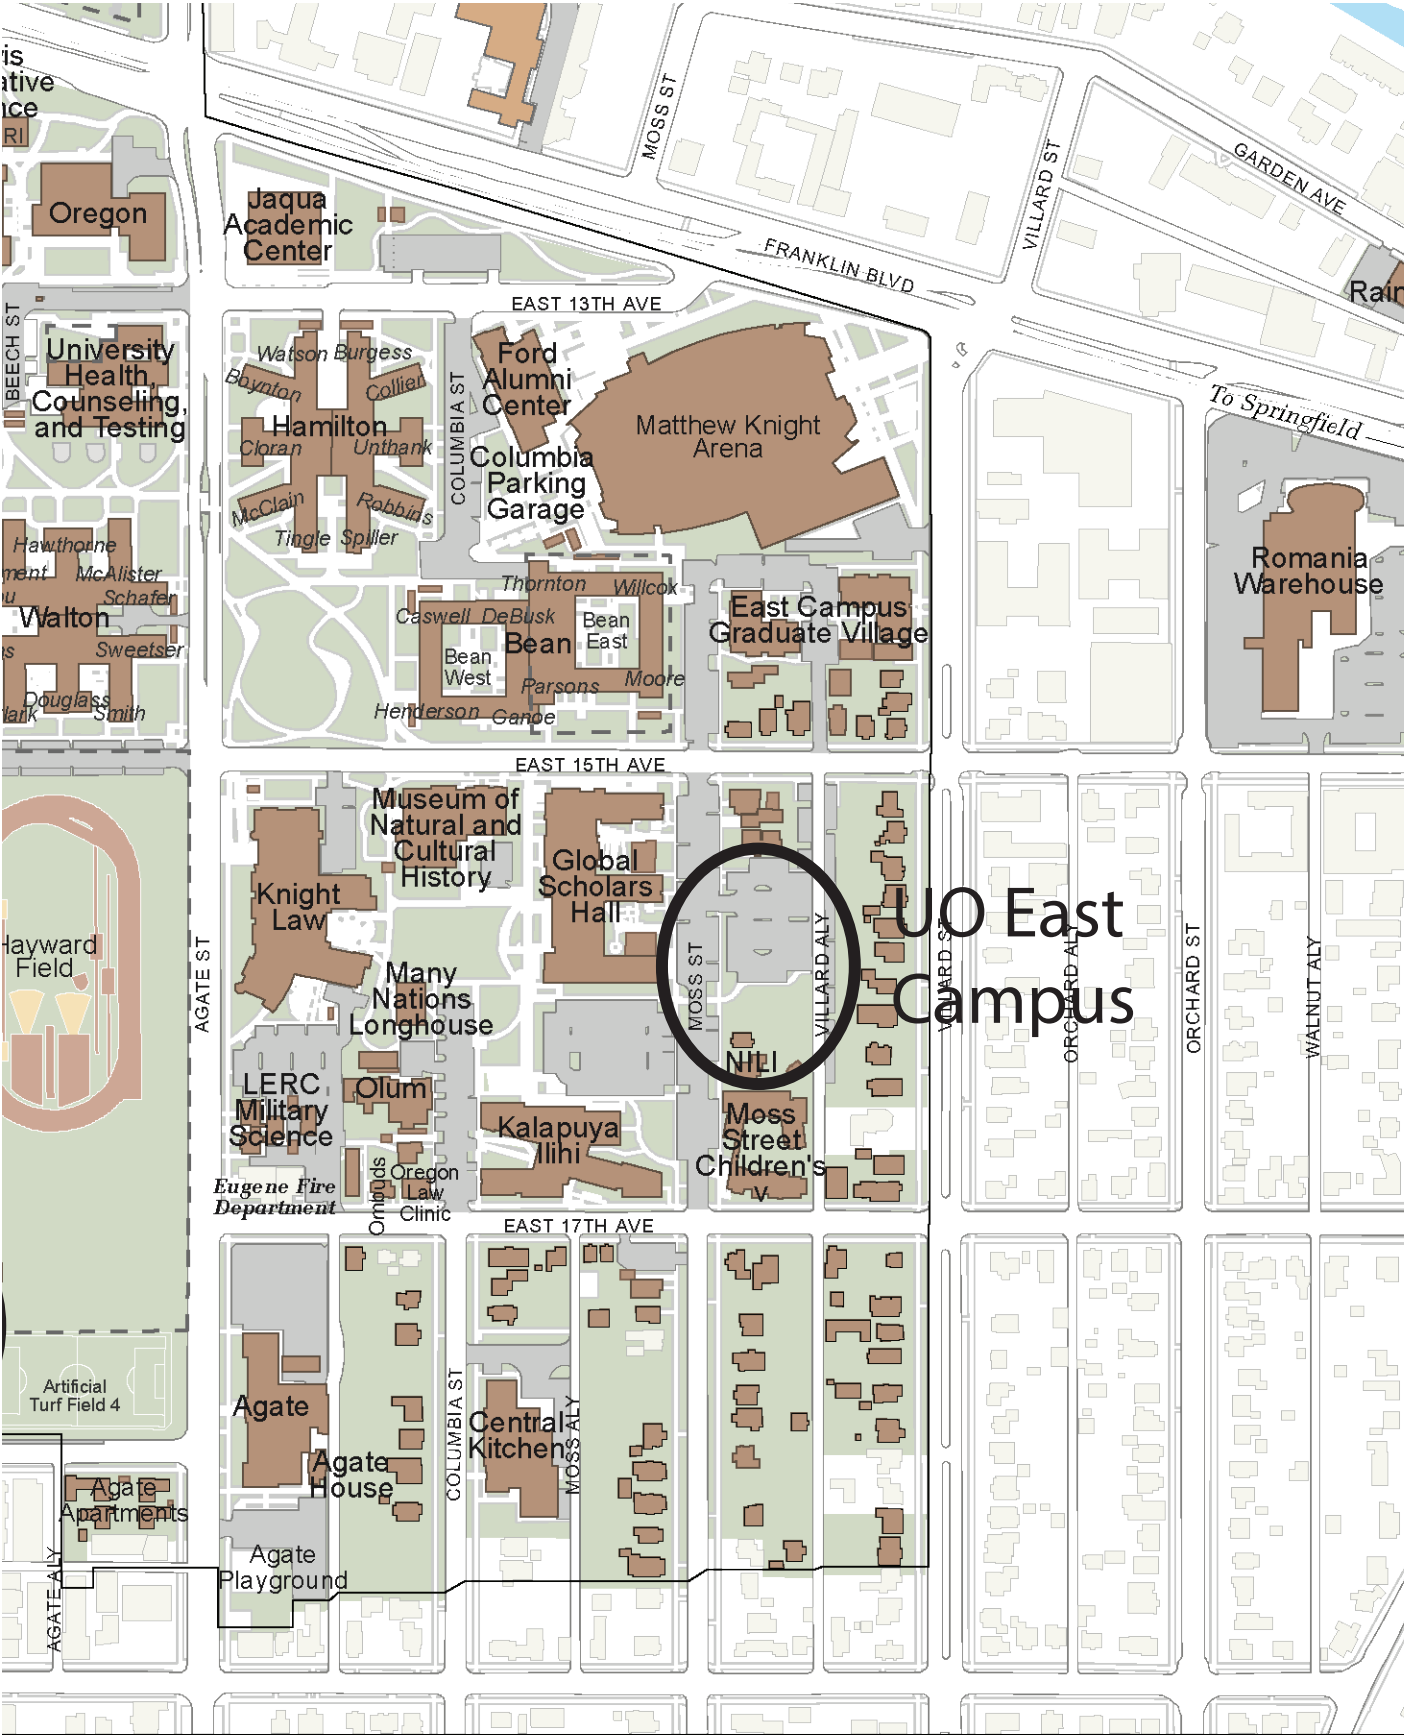 MOSS ST
VILLARD ST
GARDEN AVE
RI
Oregon
Jaqua
Academic
Center
FRANKLIN BLVD
EAST 13TH AVE
BEECH ST
University
Health,
Counseling,
and Testing
Watson Burgess
Boynton
Collier
Hamilton
Cloran
Unthank
McClain
Robbins
Tingle Spiller
COLUMBIA ST
Ford
Alumni
Center
Columbia
Parking
Garage
Matthew Knight
Arena
To Springfield
Romania
Warehouse
Hawthorne
McAlister
Schafer
Walton
Sweetser
Douglass
Smith
Thornton
Willcox
Caswell DeBusk
Bean
East
Bean
Bean
West
Parsons
Moore
Henderson
Ganoe
East Campus
Graduate Village
EAST 15TH AVE
Museum of
Natural and
Cultural
History
Knight
Law
Global
Scholars
Hall
Hayward
Field
AGATE ST
Many
Nations
Longhouse
MOSS ST
VILLARD ALY
UO East
Campus
VILLARD ST
ORCHARD ALY
ORCHARD ST
WALNUT ALY
NILI
LERC
Military
Science
Olum
Kalapuya
Ilihi
Moss
Street
Children's
Eugene Fire
Department
Ombuds
Oregon
Law
Clinic
EAST 17TH AVE
Artificial
Turf Field 4
Agate
Agate
House
COLUMBIA ST
Central
Kitchen
MOSS ALY
Agate
Apartments
AGATE ALY
Agate
Playground